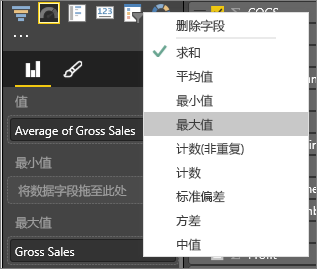 COGS
删除字段
求和
平均值
最小值
最大值
计数(非重复)
计数
标准偏差
方差
中值
值
Average of Gross Sales
最小值
将数据字段拖至此处
最大值
Gross Sales